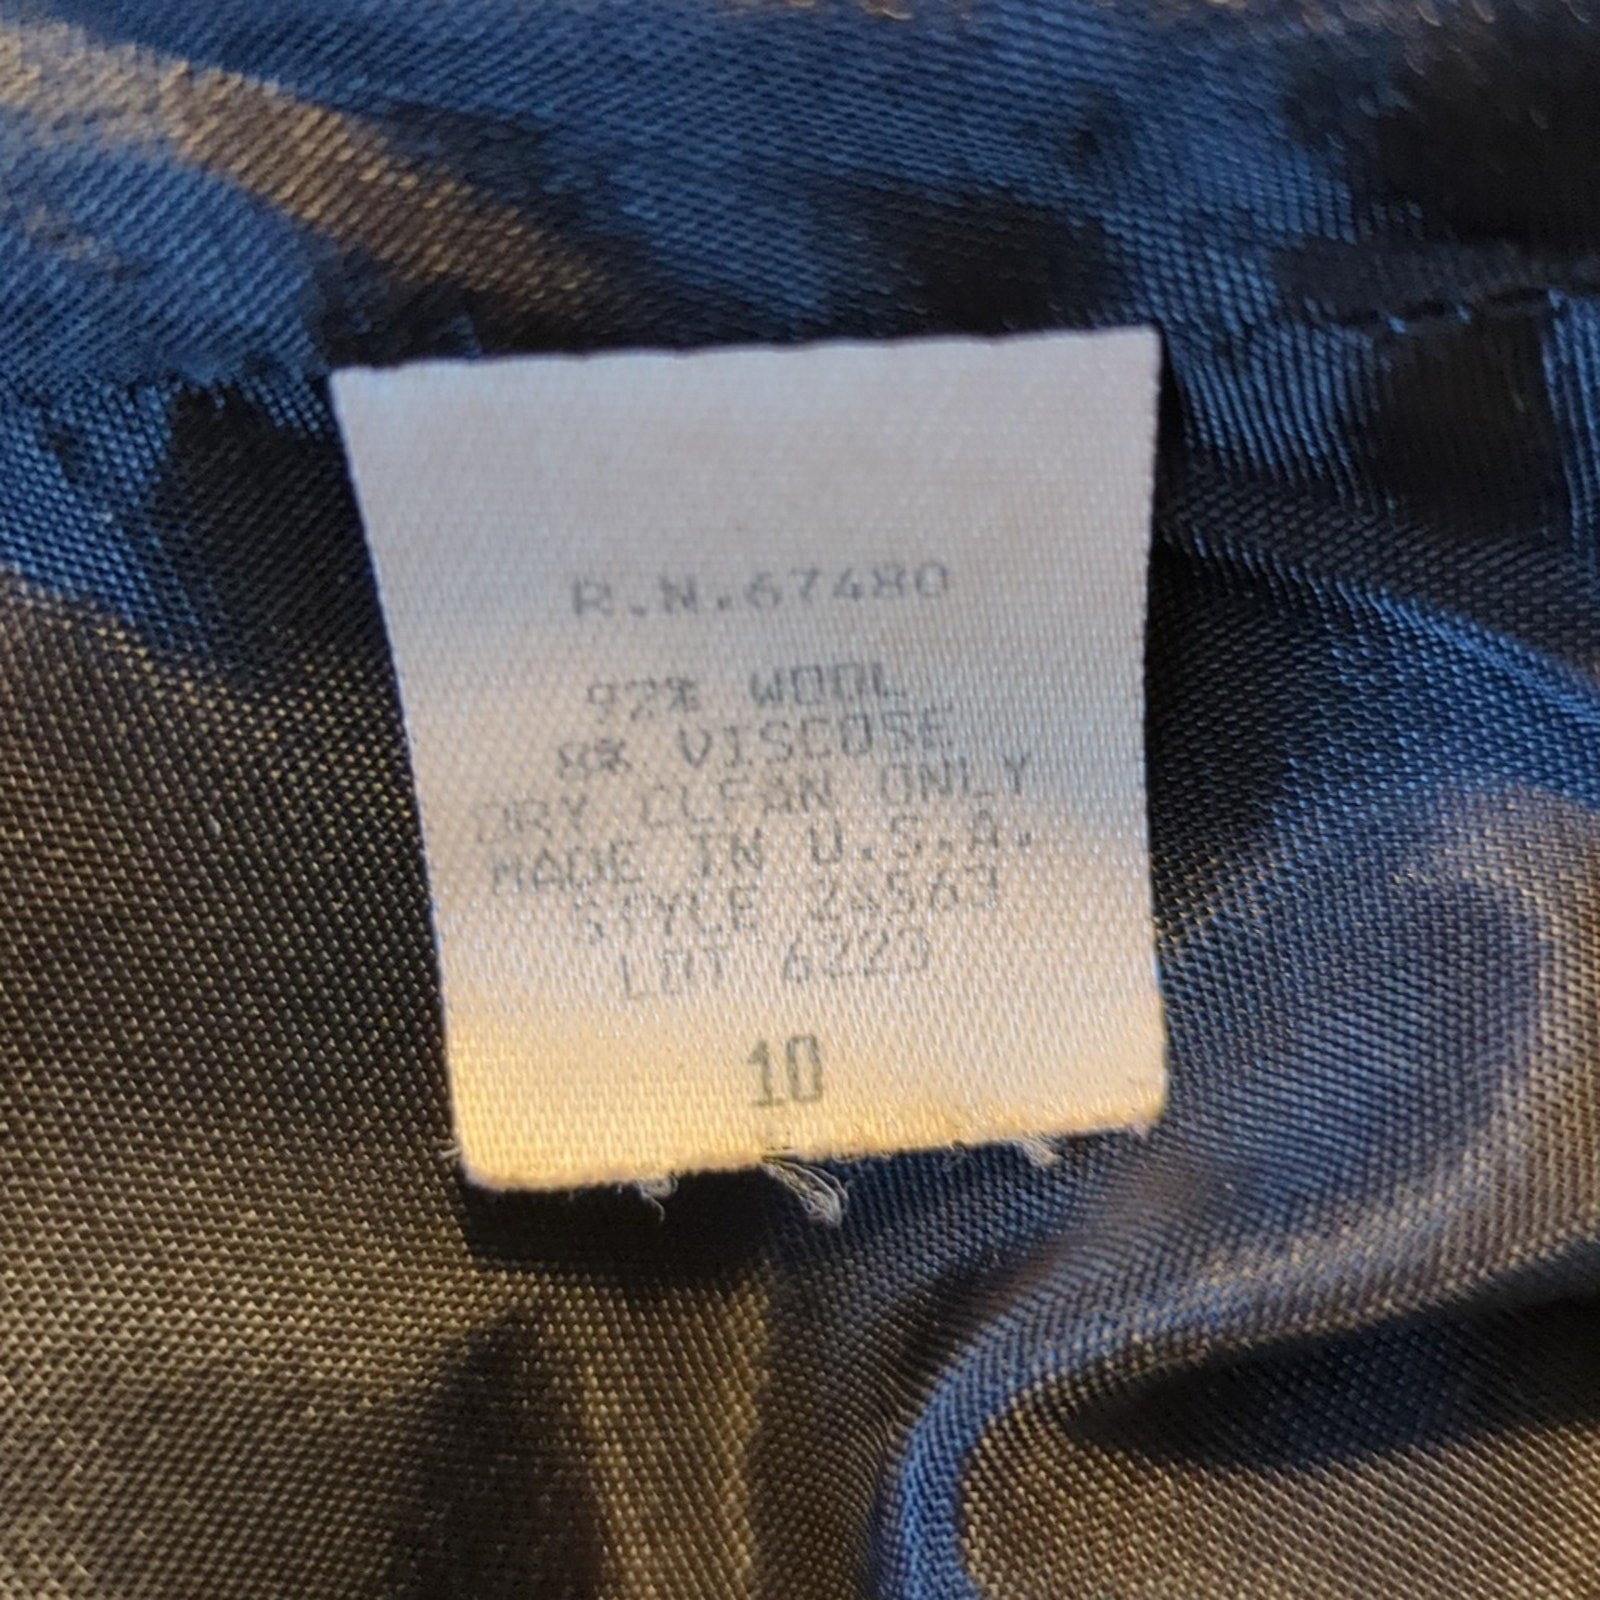 R.N.67480
92% WOOL
8% VISCOSE
DRY CLEAN ONLY
MADE IN U.S.A.
STYLE 24563
LOT 6223
10